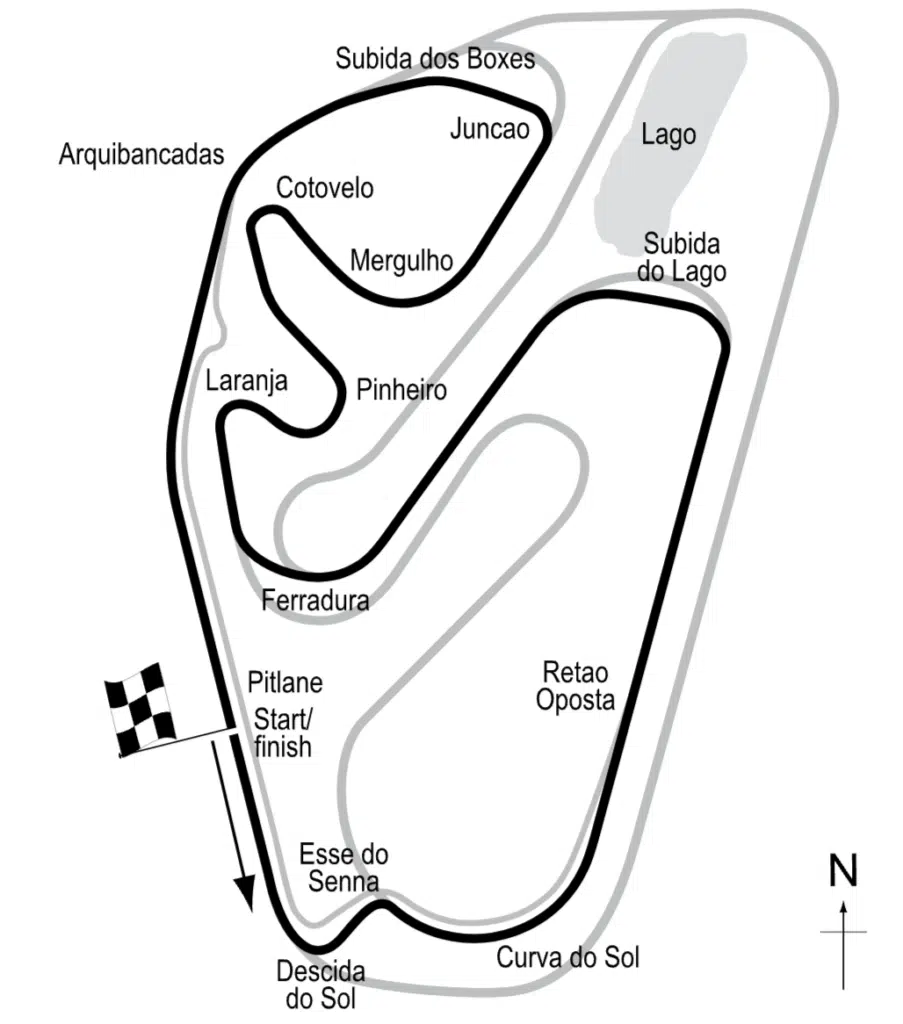 Subida dos Boxes
Juncao
Lago
Arquibancadas
Cotovelo
Subida
do Lago
Mergulho
Laranja
Pinheiro
Ferradura
Retao
Oposta
Pitlane
Start/
finish
Esse do
Senna
N
Curva do Sol
Descida
do Sol